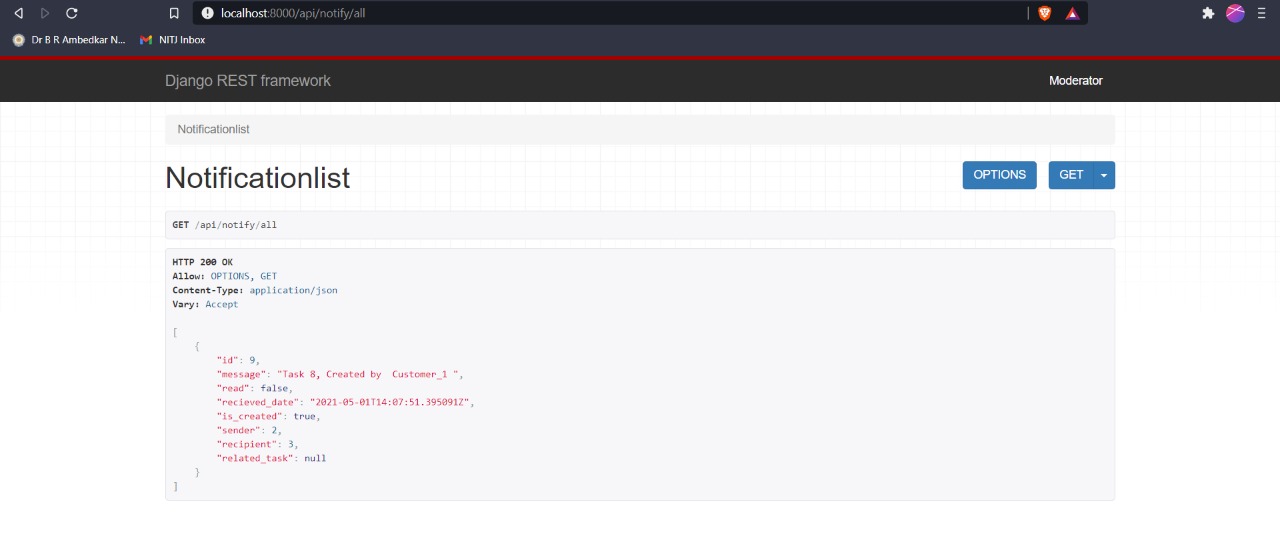 localhost:8000/api/notify/all
Dr B R Ambedkar N... NITJ Inbox
Django REST framework Moderator
Notificationlist
Notificationlist OPTIONS GET
GET /api/notify/all
HTTP 200 OK
Allow: OPTIONS, GET
Content-Type: application/json
Vary: Accept
[
{
"id": 9,
"message": "Task 8, Created by  Customer_1 ",
"read": false,
"recieved_date": "2021-05-01T14:07:51.395091Z",
"is_created": true,
"sender": 2,
"recipient": 3,
"related_task": null
}
]